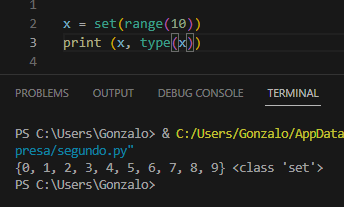 1
2 x = set(range(10))
3 print (x, type(x))
4
PROBLEMS OUTPUT DEBUG CONSOLE TERMINAL
PS C:\Users\Gonzalo> & C:/Users/Gonzalo/AppData
presa/segundo.py"
{0, 1, 2, 3, 4, 5, 6, 7, 8, 9} <class 'set'>
PS C:\Users\Gonzalo>